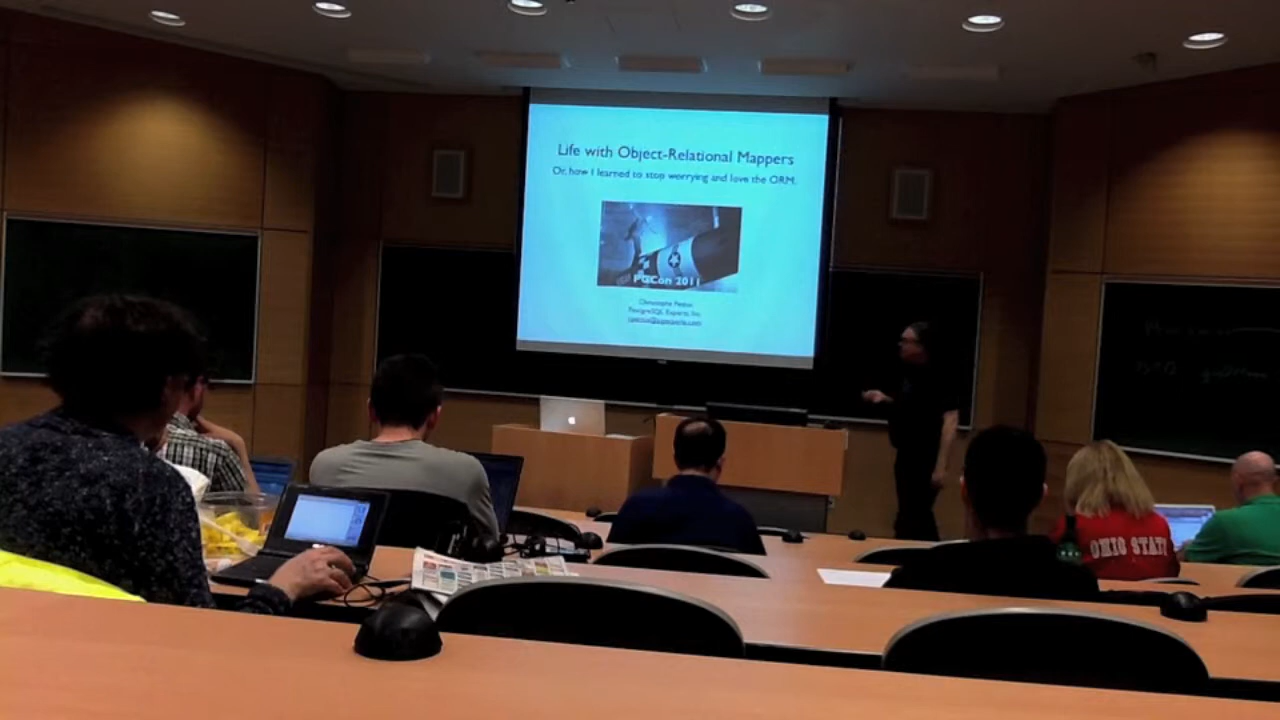 Life with Object-Relational Mappers
Or, how I learned to stop worrying and love the ORM.
PGCon 2011
Christophe Pettus
PostgreSQL Experts, Inc.
OHIO STATE